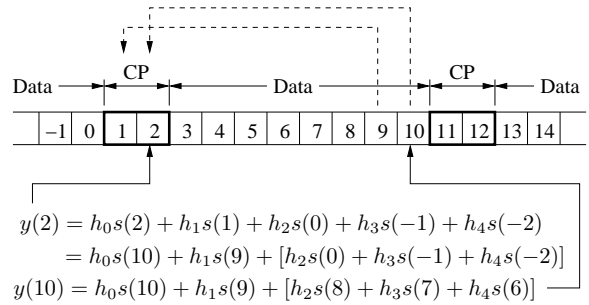 CP CP
Data Data Data
−1 0 1 2 3 4 5 6 7 8 9 10 11 12 13 14
y(2) = h₀s(2) + h₁s(1) + h₂s(0) + h₃s(−1) + h₄s(−2)
= h₀s(10) + h₁s(9) + [h₂s(0) + h₃s(−1) + h₄s(−2)]
y(10) = h₀s(10) + h₁s(9) + [h₂s(8) + h₃s(7) + h₄s(6)]